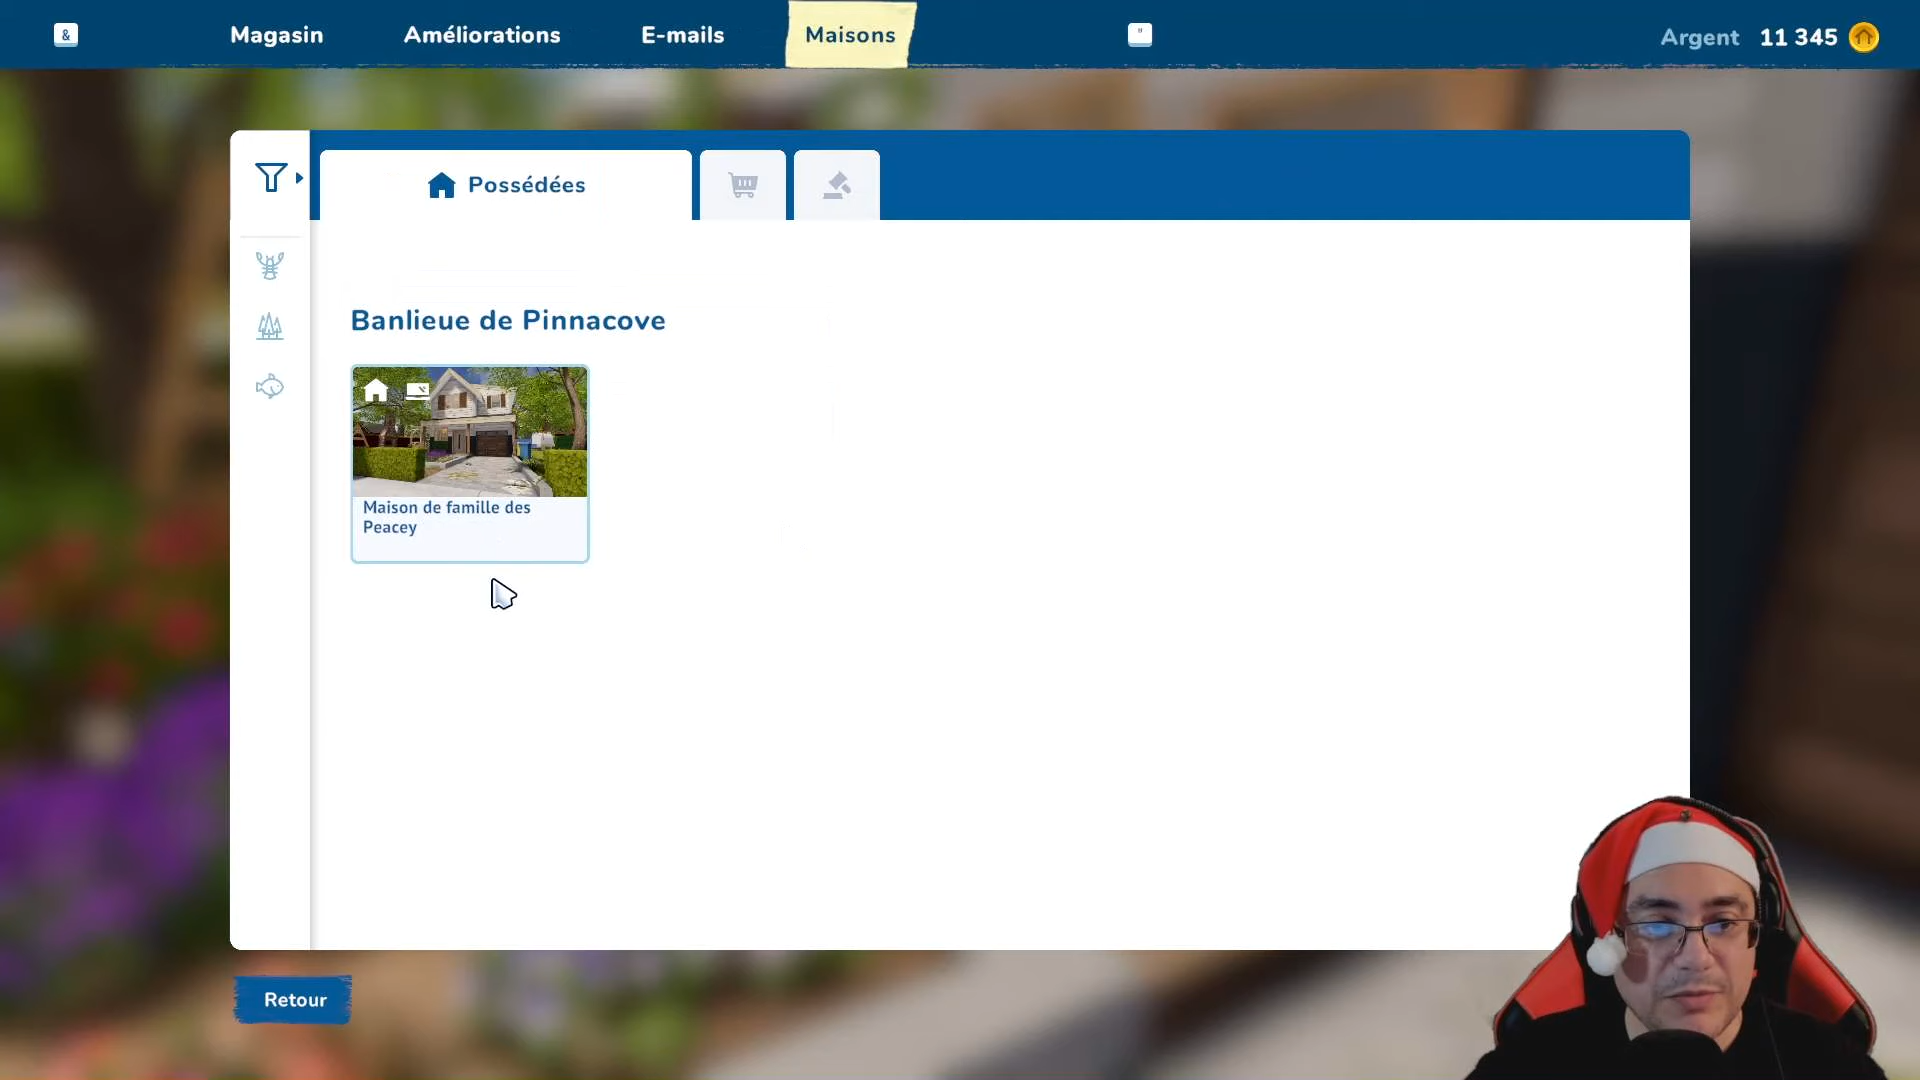 &
Magasin
Améliorations
E-mails
Maisons
"
Argent 11 345
Possédées
Banlieue de Pinnacove
Maison de famille des
Peacey
Retour